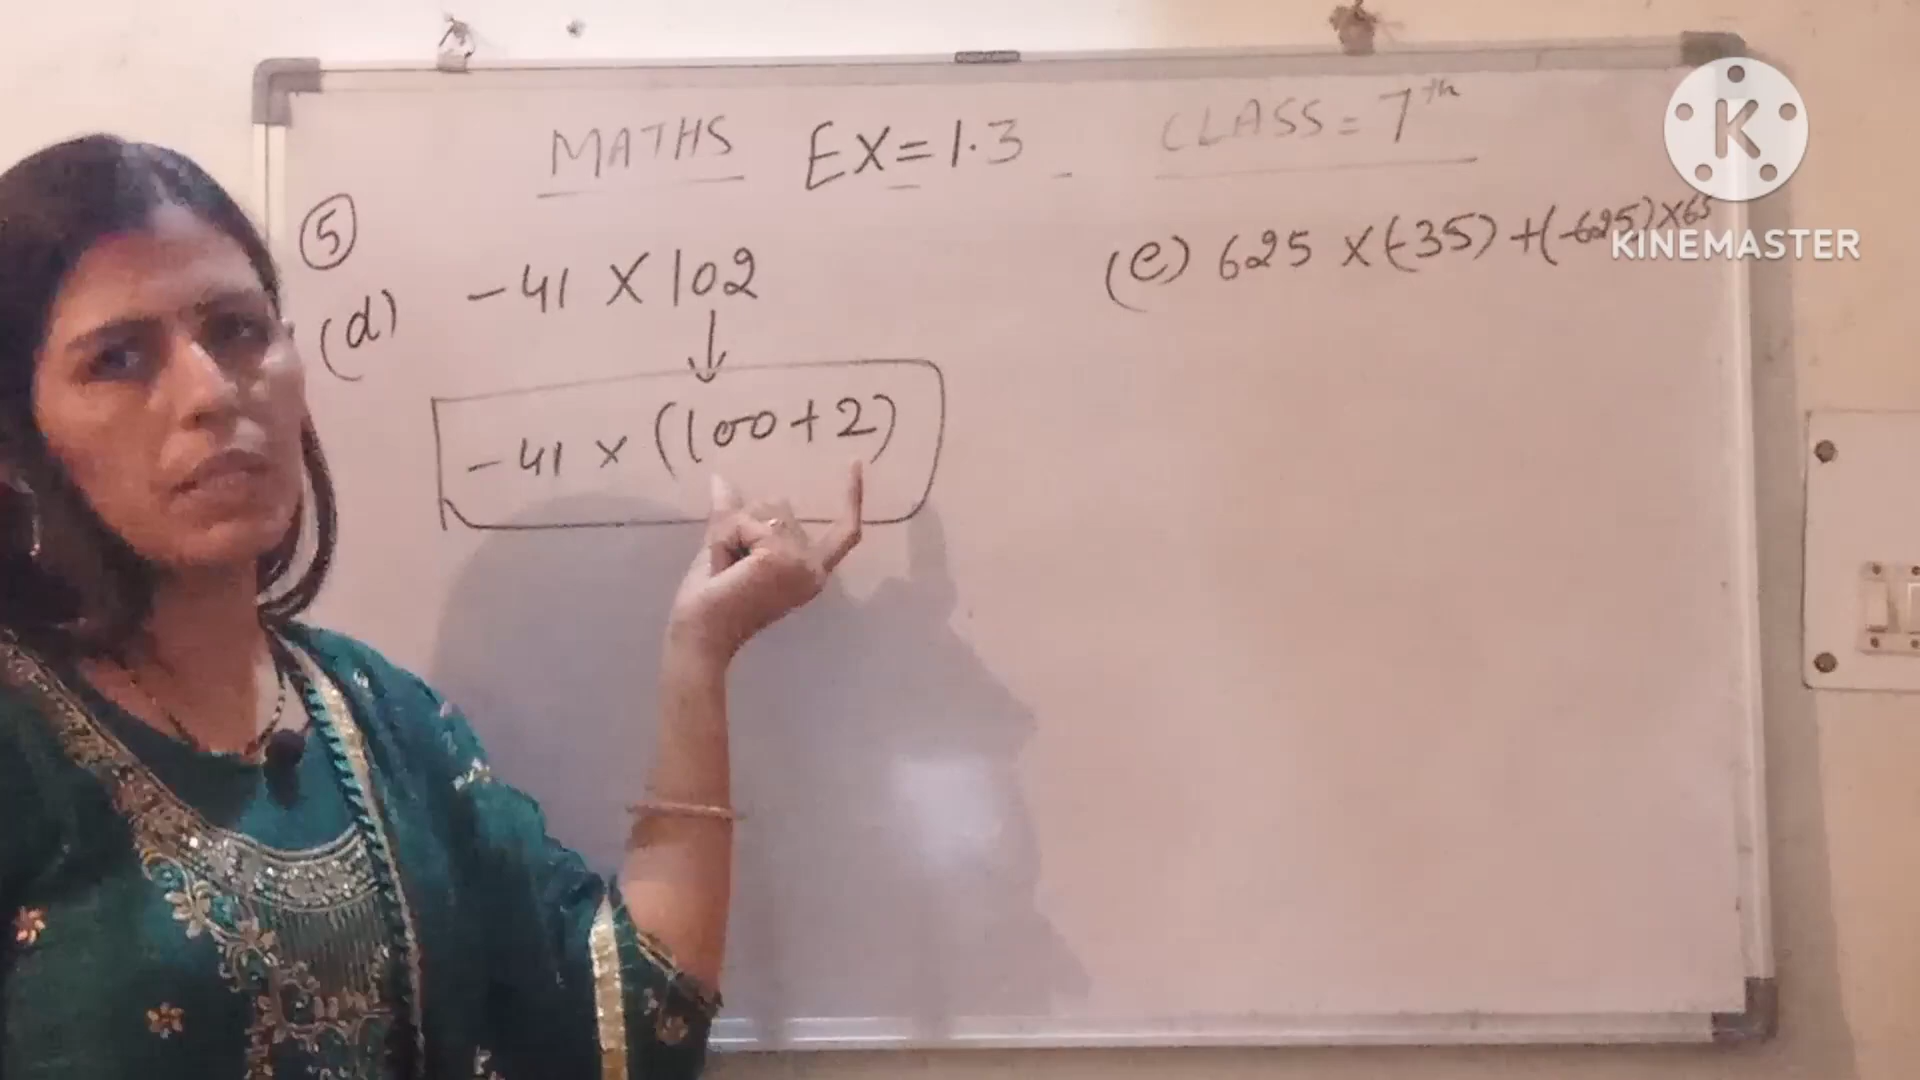 MATHS EX=1.3 CLASS=7th
5
(d) -41 X 102
-41 × (100+2)
(e) 625 ×(-35) +(-625)×65
K
KINEMASTER